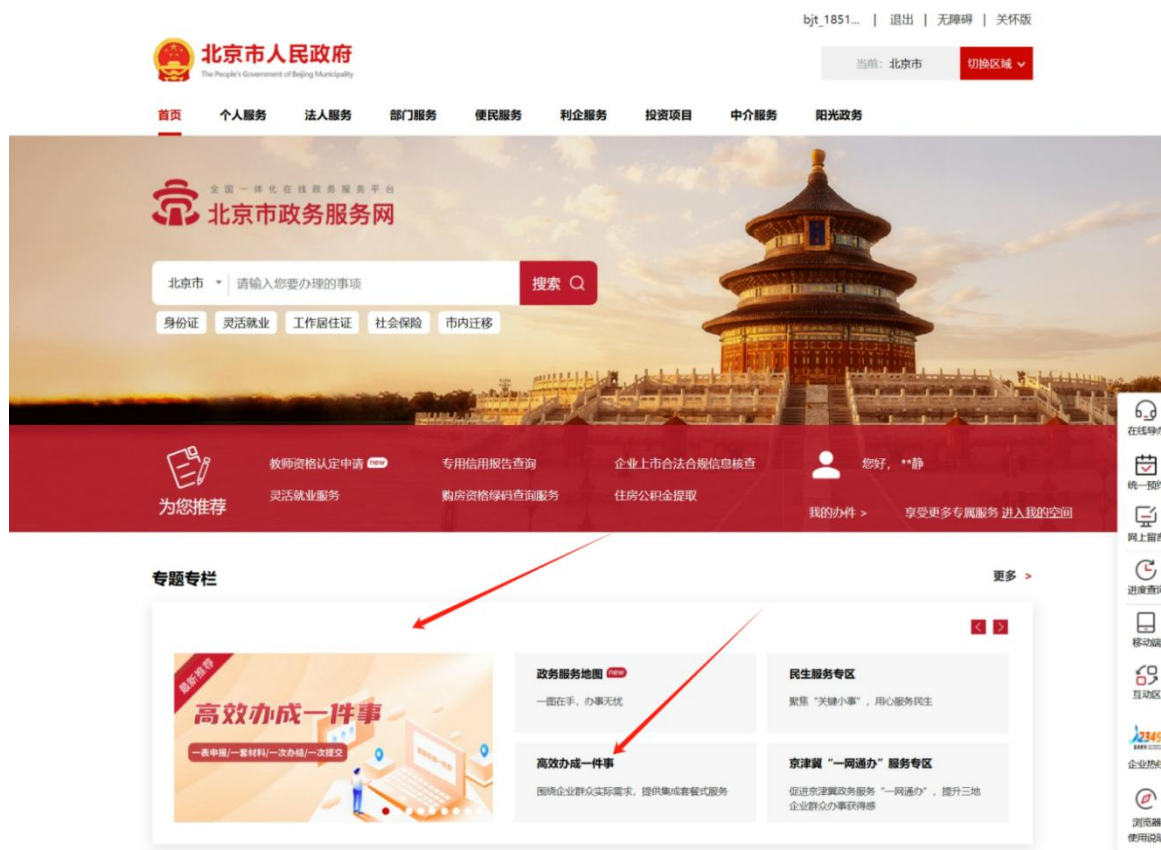 bjt_1851... | 退出 | 无障碍 | 关怀版
北京市人民政府
The People's Government of Beijing Municipality
当前: 北京市 切换区域
首页 个人服务 法人服务 部门服务 便民服务 利企服务 投资项目 中介服务 阳光政务
全国一体化在线政务服务平台
北京市政务服务网
北京市 请输入您要办理的事项 搜索
身份证 灵活就业 工作居住证 社会保险 市内迁移
为您推荐
教师资格认定申请 new 专用信用报告查询 企业上市合法合规信息核查
灵活就业服务 购房资格绿码查询服务 住房公积金提取
您好, **静
我的办件 > 享受更多专属服务 进入我的空间
在线导办
统一预约
网上留言
进度查询
移动端
互动区
12345
企业热线
浏览器
使用说明
专题专栏 更多 >
最新推荐
高效办成一件事
一表申报/一套材料/一次办结/一次提交
政务服务地图 new
一图在手,办事无忧
民生服务专区
聚焦“关键小事”,用心服务民生
高效办成一件事
围绕企业群众实际需求,提供集成套餐式服务
京津冀“一网通办”服务专区
促进京津冀政务服务“一网通办”,提升三地
企业群众办事获得感